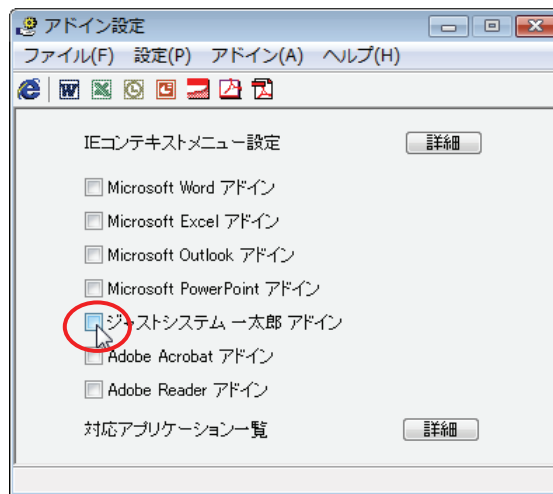 アドイン設定
ファイル(F) 設定(P) アドイン(A) ヘルプ(H)
IEコンテキストメニュー設定 詳細
Microsoft Word アドイン
Microsoft Excel アドイン
Microsoft Outlook アドイン
Microsoft PowerPoint アドイン
ジャストシステム 一太郎 アドイン
Adobe Acrobat アドイン
Adobe Reader アドイン
対応アプリケーション一覧 詳細